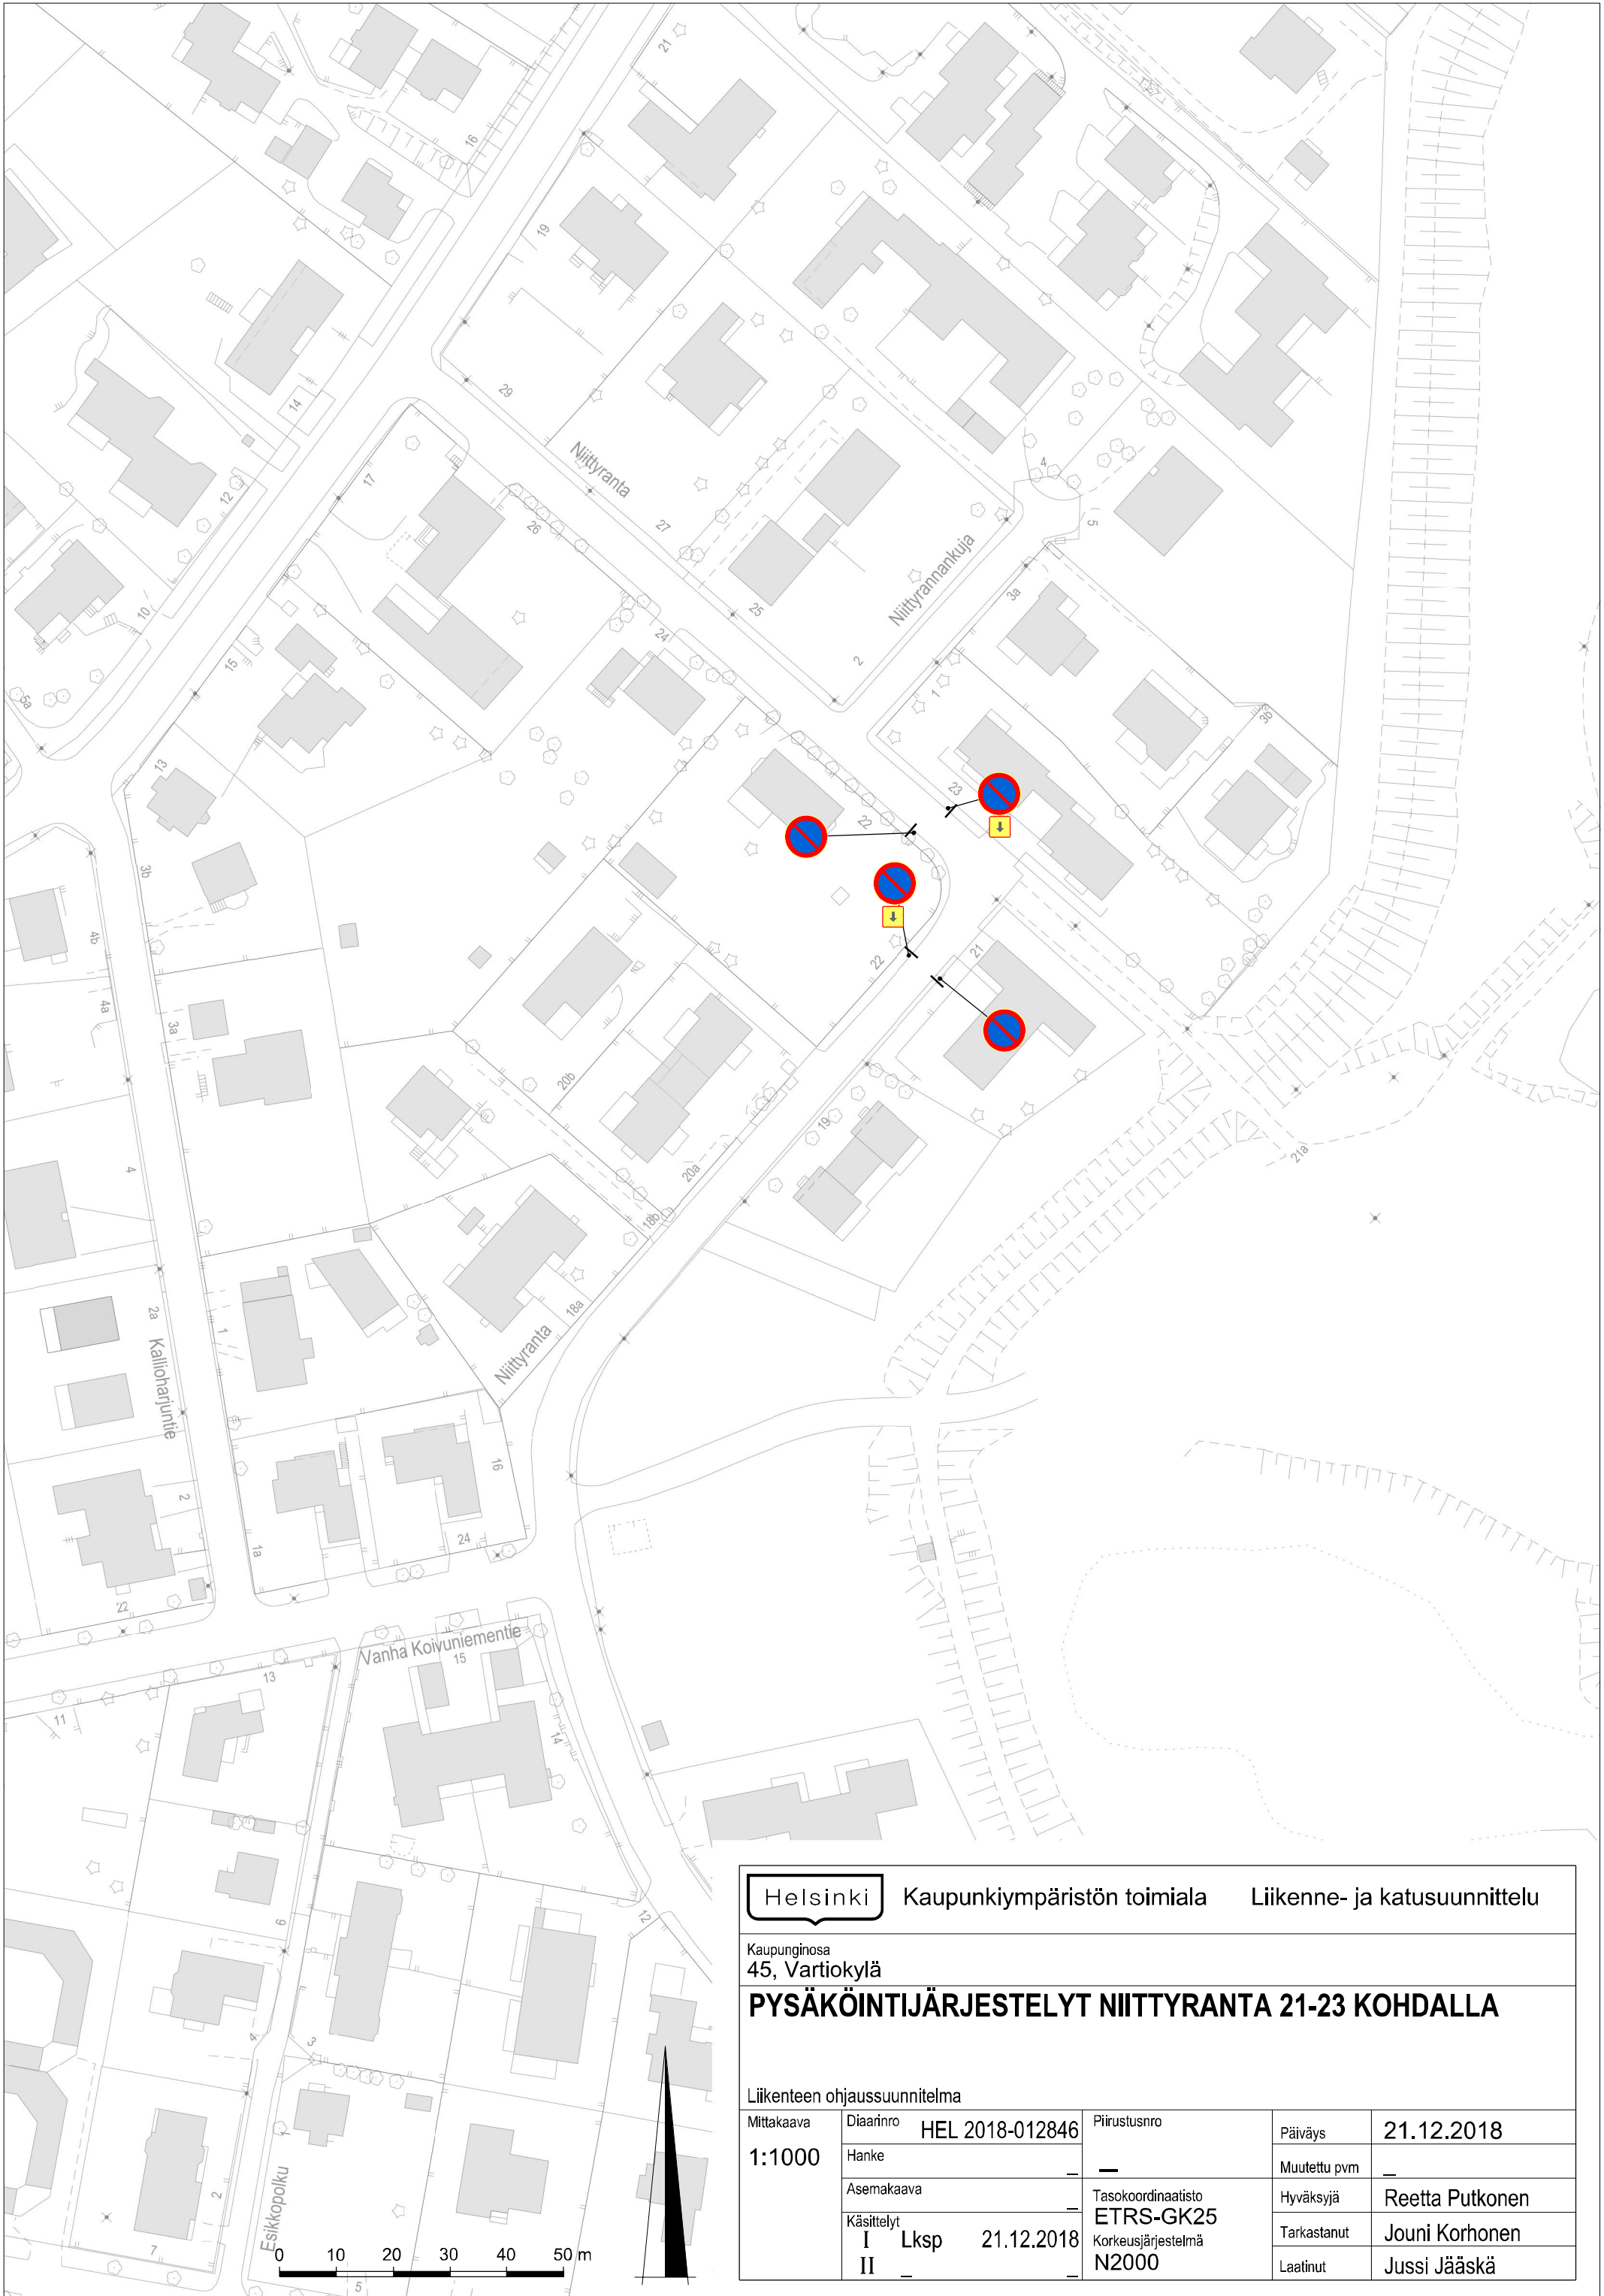 21
16
19
29
14
17
12
Niittyranta
26
27
4
5
10
Niittyrannankuja
3a
25
15
24
2
5a
1
3b
13
23
22
3b
4b
22
21
4a
3a
20b
19
20a
21a
4
18b
18a
2a
1
Niittyranta
Kallioharjuntie
16
2
24
1a
22
Vanha Koivuniementie
15
13
11
14
12
6
4
3
1
2
Esikkopolku
7
5
0 10 20 30 40 50 m
Helsinki Kaupunkiympäristön toimiala Liikenne- ja katusuunnittelu
Kaupunginosa
45, Vartiokylä
PYSÄKÖINTIJÄRJESTELYT NIITTYRANTA 21-23 KOHDALLA
Liikenteen ohjaussuunnitelma
Mittakaava
1:1000
Diaarinro HEL 2018-012846
Hanke _
Asemakaava _
Käsittelyt
I Lksp 21.12.2018
II _ _
Piirustusnro
_
Tasokoordinaatisto
ETRS-GK25
Korkeusjärjestelmä
N2000
Päiväys 21.12.2018
Muutettu pvm _
Hyväksyjä Reetta Putkonen
Tarkastanut Jouni Korhonen
Laatinut Jussi Jääskä